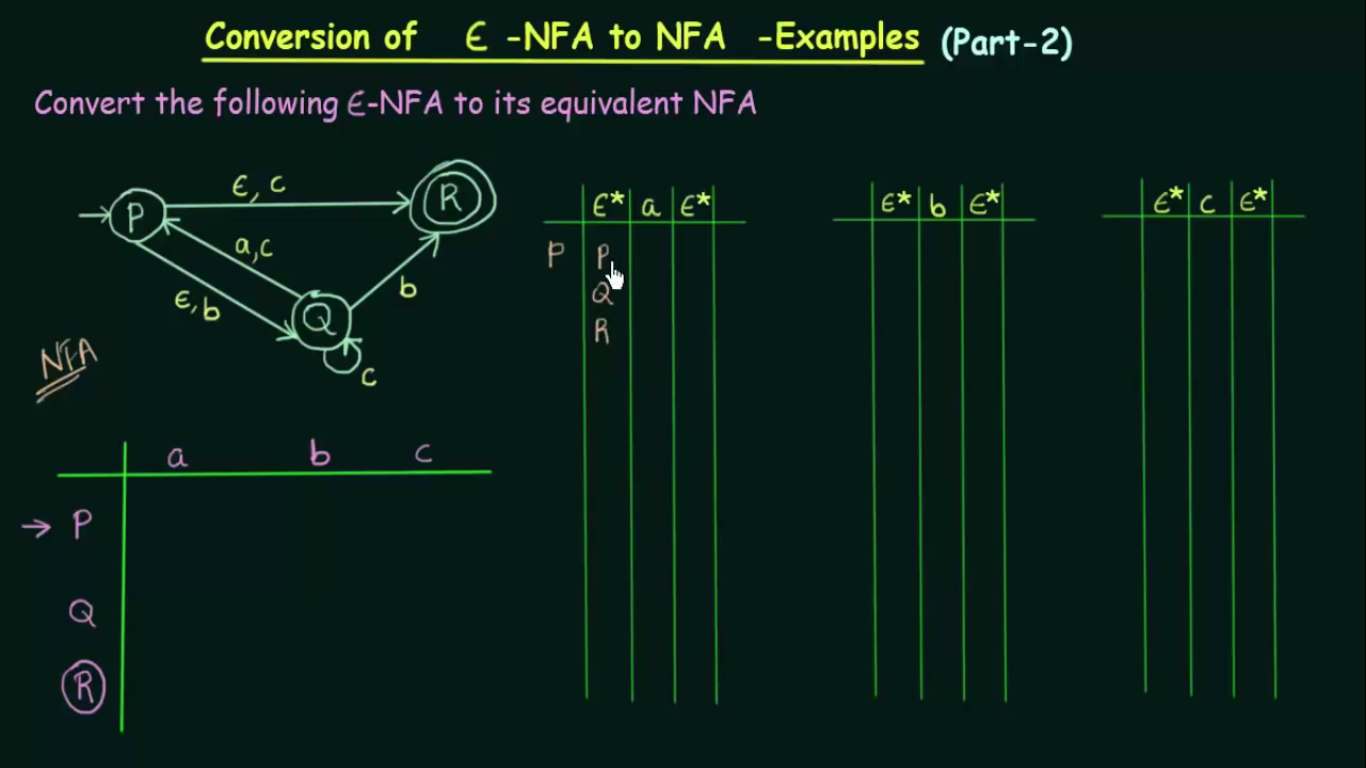 Conversion of ϵ -NFA to NFA -Examples (Part-2)
Convert the following ϵ-NFA to its equivalent NFA
ϵ, c
P
R
a,c
ϵ,b
b
Q
c
NFA
a b c
→ P
Q
R
ϵ* a ϵ*
P P
Q
R
ϵ* b ϵ*
ϵ* c ϵ*